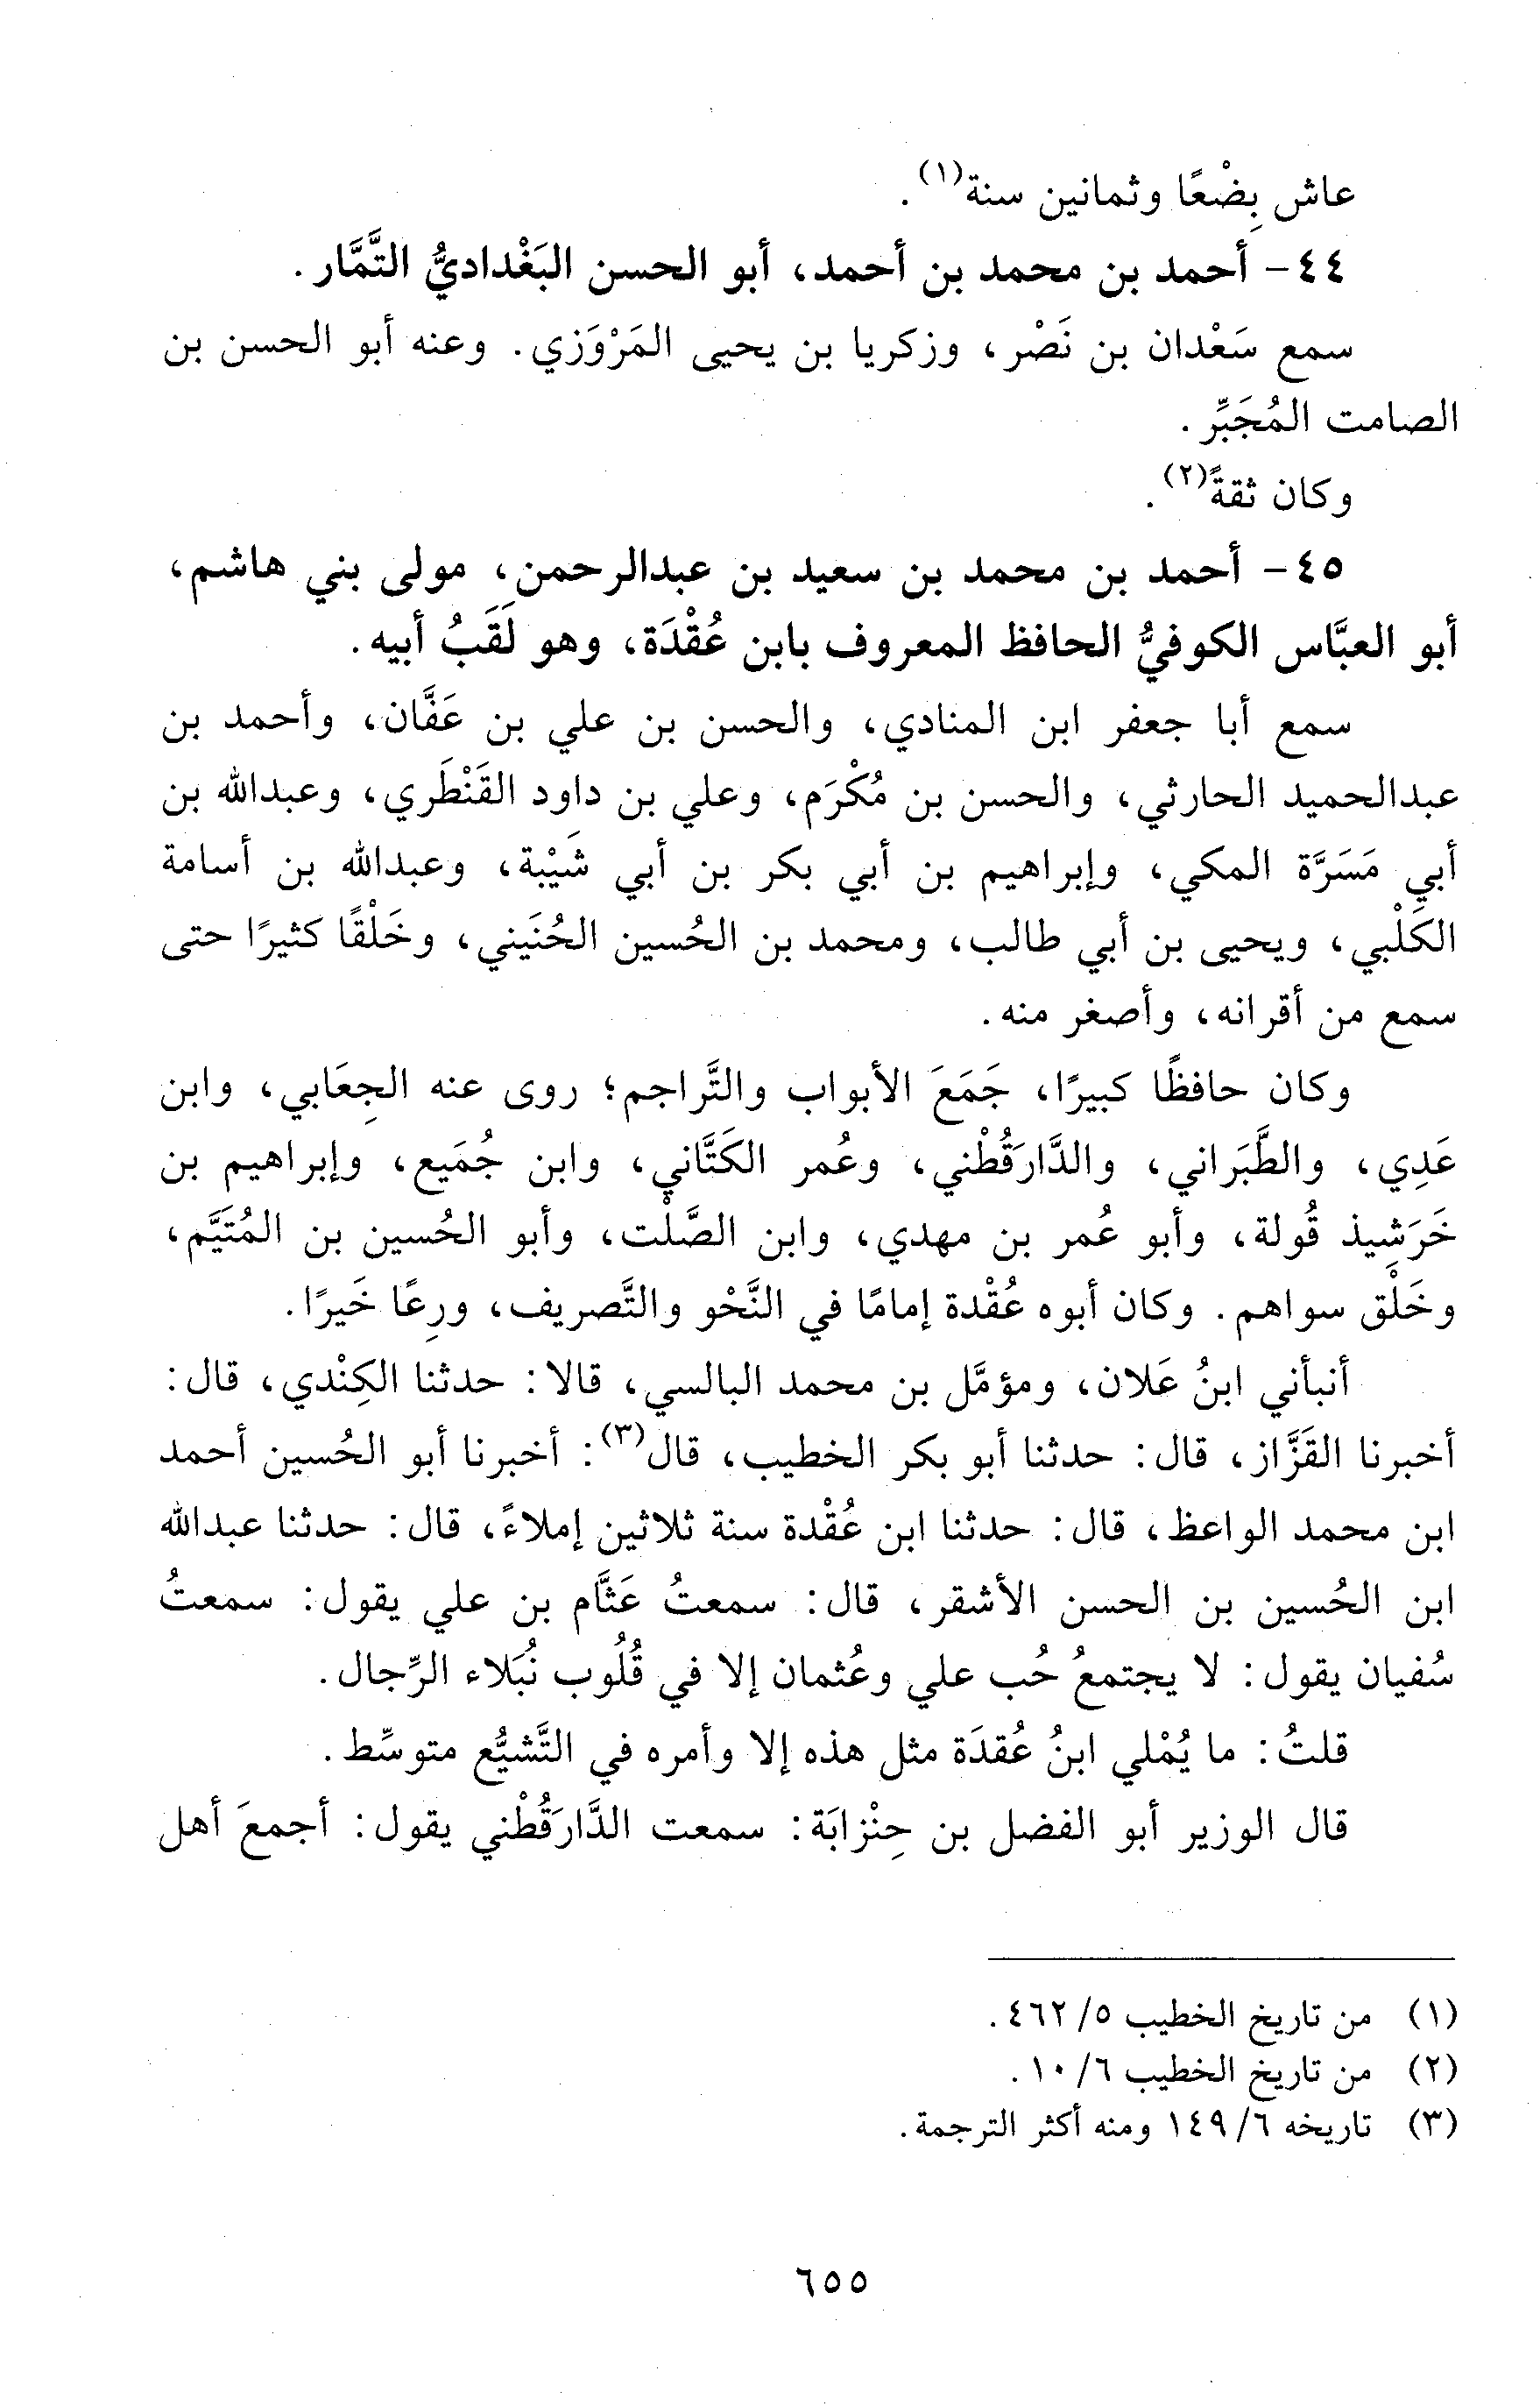 عاش بِضْعًا وثمانين سنة(١).
٤٤- أحمد بن محمد بن أحمد، أبو الحسن البَغْداديُّ التَّمَّار.
سمع سَعْدان بن نَصْر، وزكريا بن يحيى المَرْوَزي. وعنه أبو الحسن بن
الصامت المُجَبِّر.
وكان ثقةً(٢).
٤٥- أحمد بن محمد بن سعيد بن عبدالرحمن، مولى بني هاشم،
أبو العبَّاس الكوفيُّ الحافظ المعروف بابن عُقْدَة، وهو لَقَبُ أبيه.
سمع أبا جعفر ابن المنادي، والحسن بن علي بن عَفَّان، وأحمد بن
عبدالحميد الحارثي، والحسن بن مُكْرَم، وعلي بن داود القَنْطَري، وعبدالله بن
أبي مَسَرَّة المكي، وإبراهيم بن أبي بكر بن أبي شَيْبة، وعبدالله بن أسامة
الكَلْبي، ويحيى بن أبي طالب، ومحمد بن الحُسين الحُنَيني، وخَلْقًا كثيرًا حتى
سمع من أقرانه، وأصغر منه.
وكان حافظًا كبيرًا، جَمَعَ الأبواب والتَّراجم؛ روى عنه الجِعَابي، وابن
عَدِي، والطَّبَراني، والدَّارَقُطْني، وعُمر الكَتَّاني، وابن جُمَيع، وإبراهيم بن
خَرَشِيذ قُولة، وأبو عُمر بن مهدي، وابن الصَّلْت، وأبو الحُسين بن المُتَيَّم،
وخَلْق سواهم. وكان أبوه عُقْدة إمامًا في النَّحْو والتَّصريف، ورِعًا خَيرًا.
أنبأني ابنُ عَلان، ومؤمَّل بن محمد البالسي، قالا: حدثنا الكِنْدي، قال:
أخبرنا القَزَّاز، قال: حدثنا أبو بكر الخطيب، قال(٣): أخبرنا أبو الحُسين أحمد
ابن محمد الواعظ، قال: حدثنا ابن عُقْدة سنة ثلاثين إملاءً، قال: حدثنا عبدالله
ابن الحُسين بن الحسن الأشقر، قال: سمعتُ عَثَّام بن علي يقول: سمعتُ
سُفيان يقول: لا يجتمعُ حُب علي وعُثمان إلا في قُلُوب نُبَلاء الرِّجال.
قلتُ: ما يُمْلي ابنُ عُقدَة مثل هذه إلا وأمره في التَّشيُّع متوسِّط.
قال الوزير أبو الفضل بن حِنْزابَة: سمعت الدَّارَقُطْني يقول: أجمعَ أهل
(١) من تاريخ الخطيب ٥/ ٤٦٢.
(٢) من تاريخ الخطيب ٦/ ١٠.
(٣) تاريخه ٦/ ١٤٩ ومنه أكثر الترجمة.
٦٥٥